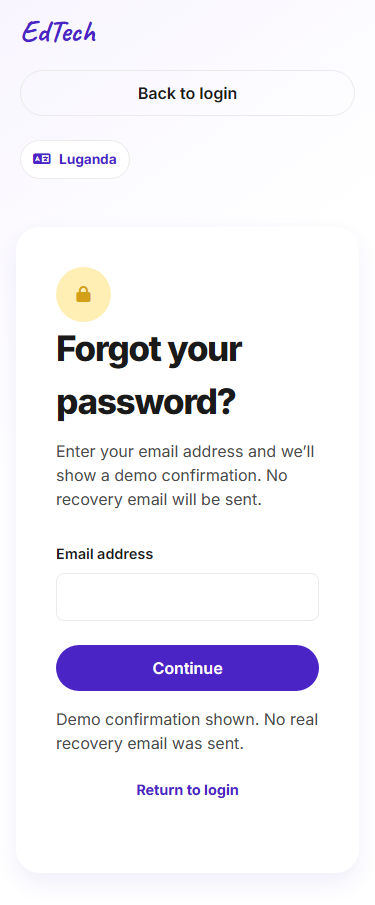 EdTech
Back to login
Luganda
Forgot your
password?
Enter your email address and we’ll
show a demo confirmation. No
recovery email will be sent.
Email address
Continue
Demo confirmation shown. No real
recovery email was sent.
Return to login